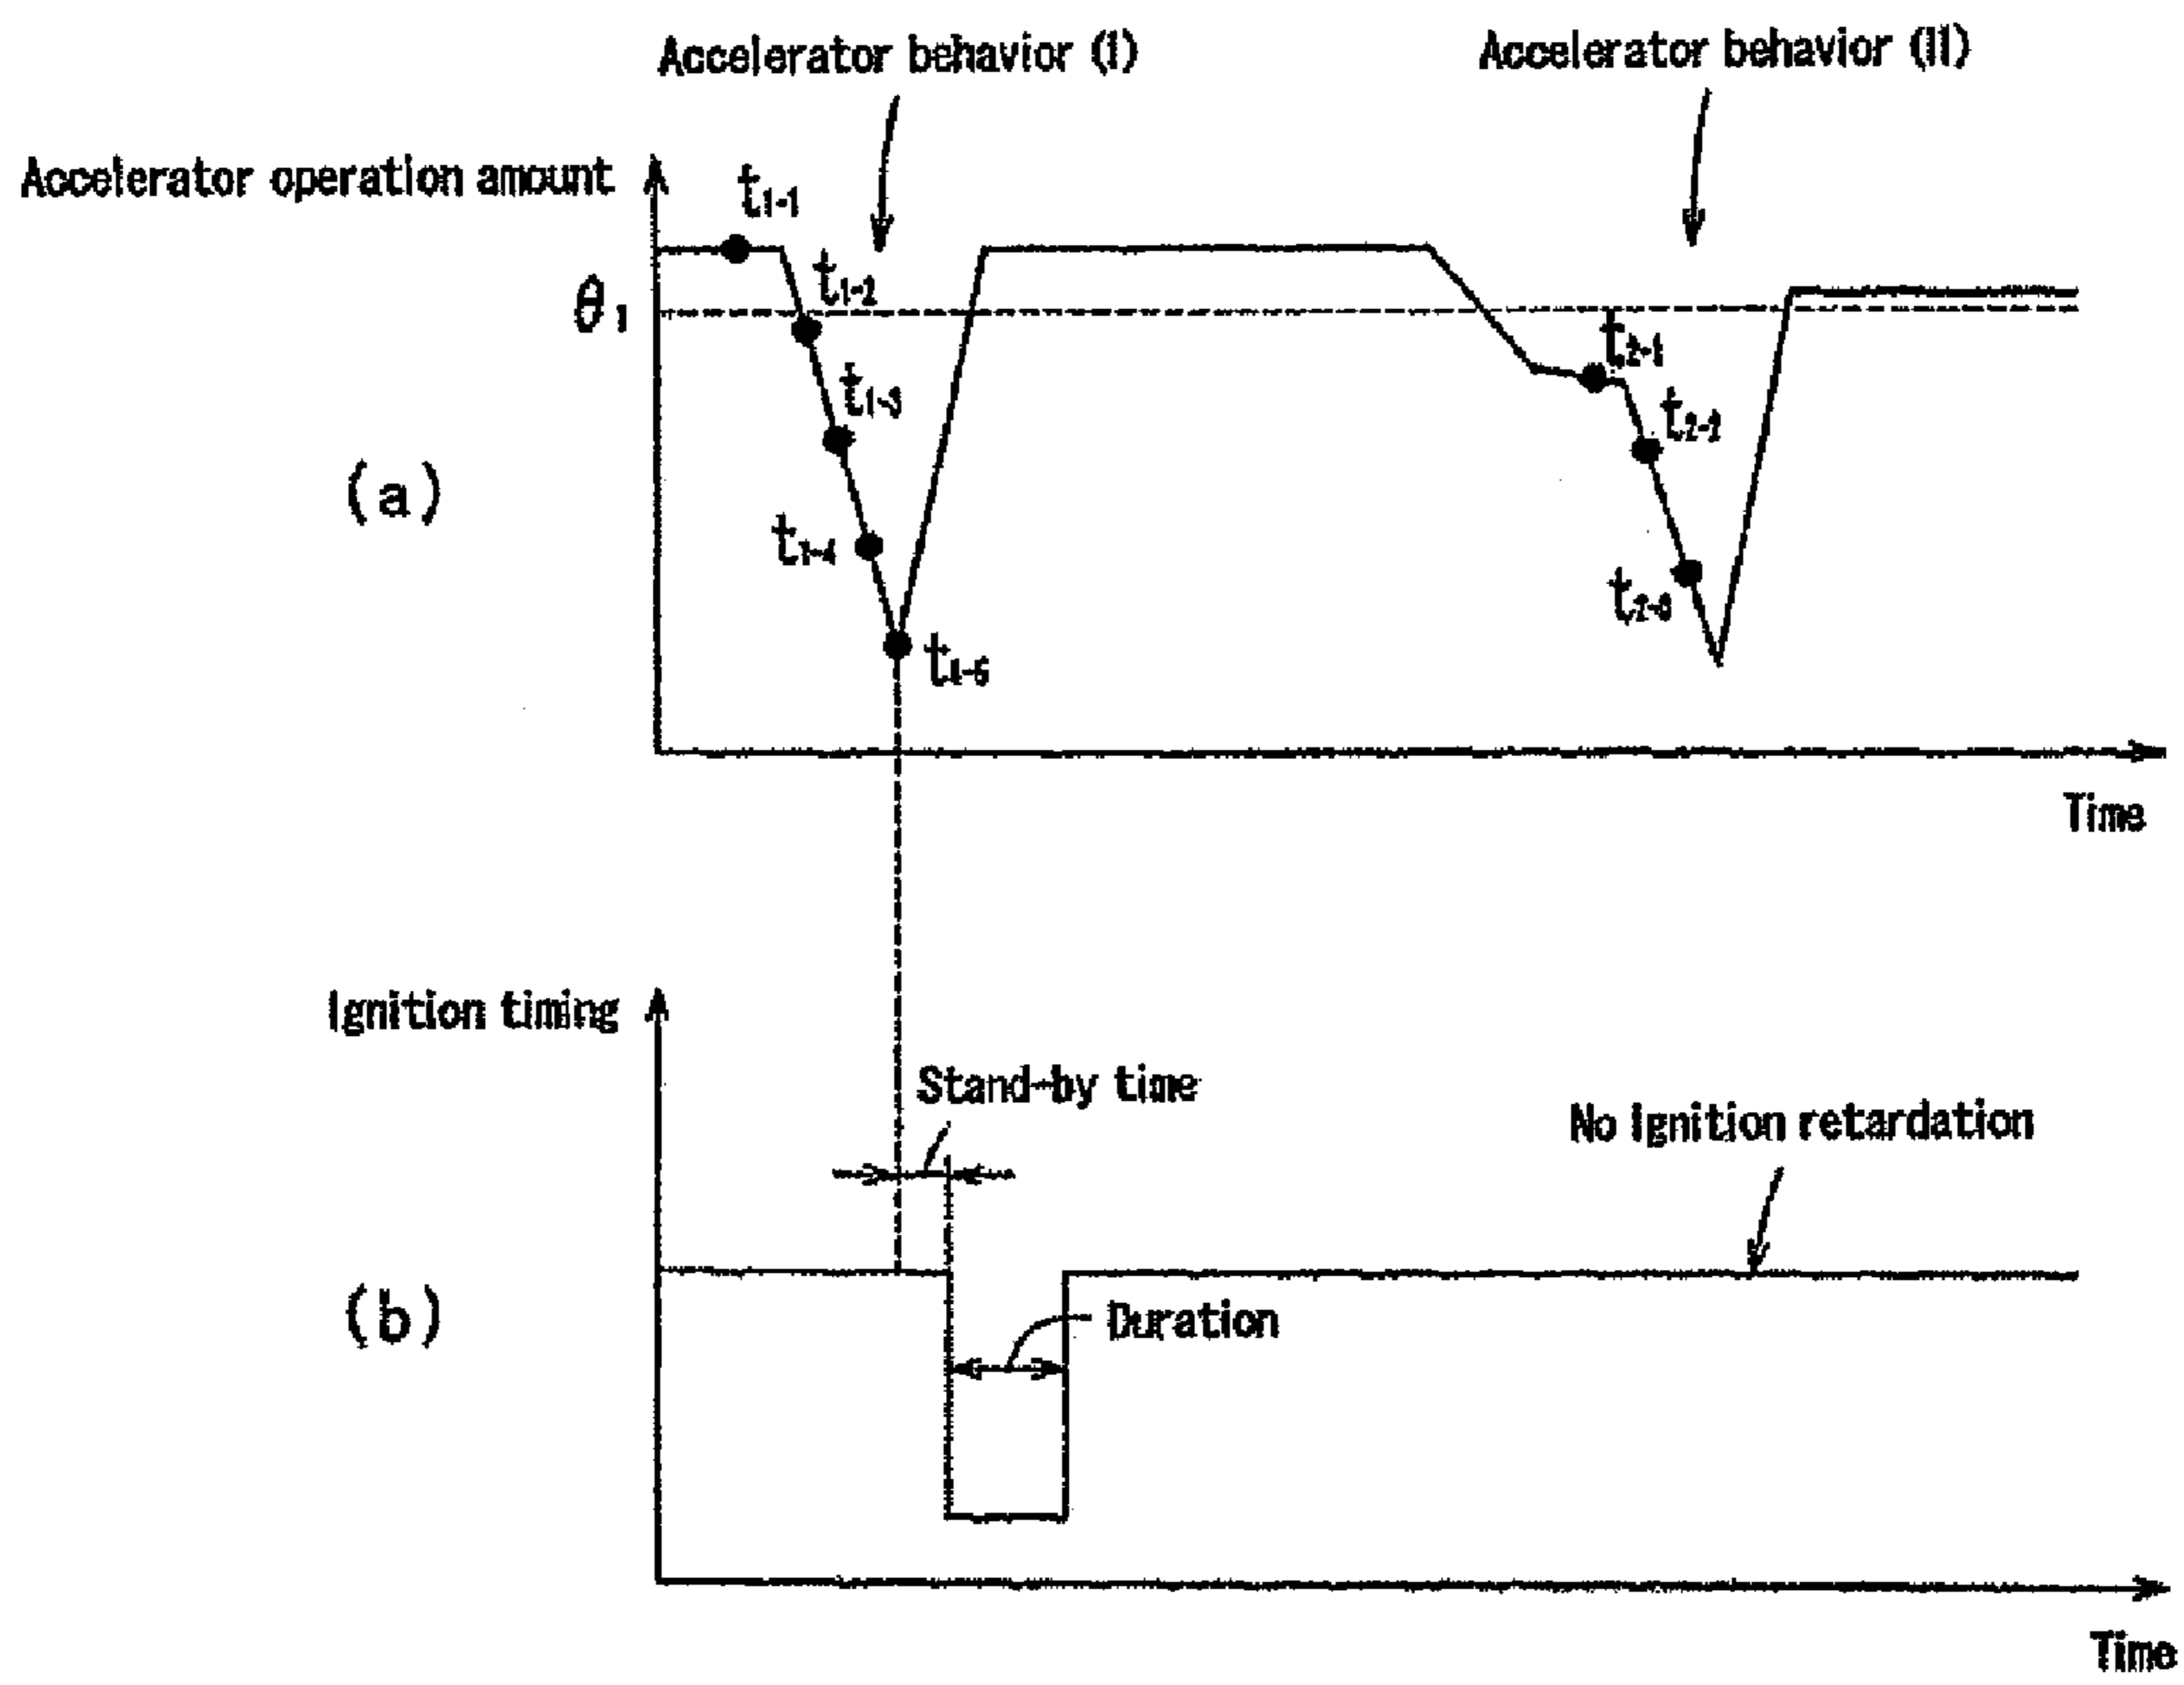 Accelerator behavior (I)
Accelerator behavior (II)
Accelerator operation amount
t1-1
t1-2
θ1
t2-1
t1-3
t2-2
(a)
t1-4
t2-3
t1-5
Time
Ignition timing
Stand-by time
No Ignition retardation
(b)
Duration
Time